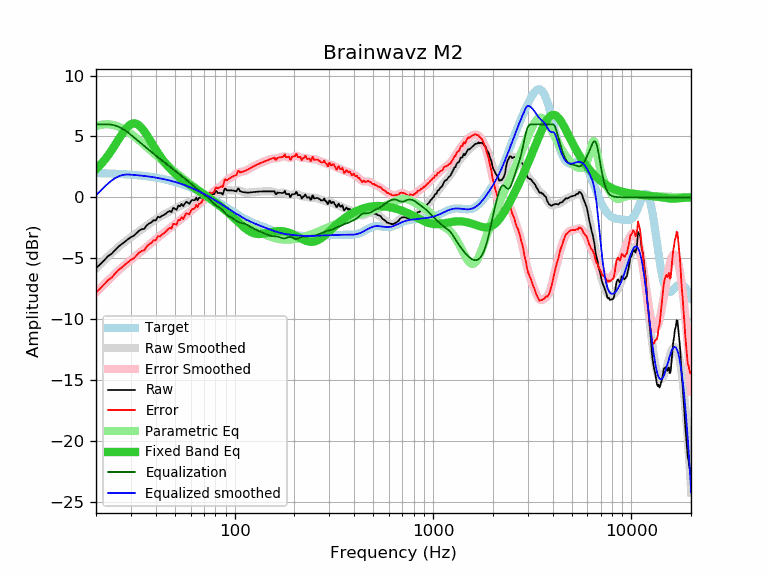 Brainwavz M2
10
5
0
−5
−10
−15
−20
−25
Amplitude (dBr)
Target
Raw Smoothed
Error Smoothed
Raw
Error
Parametric Eq
Fixed Band Eq
Equalization
Equalized smoothed
100
1000
10000
Frequency (Hz)